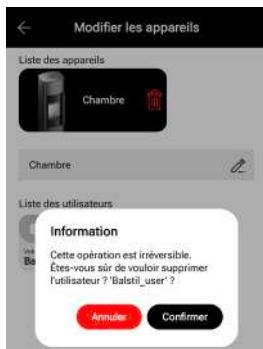 Modifier les appareils
Liste des appareils
Chambre
Chambre
Liste des utilisateurs
Information
Cette opération est irréversible.
Êtes-vous sûr de vouloir supprimer
l'utilisateur ? 'Balstil_user' ?
Annuler
Confirmer